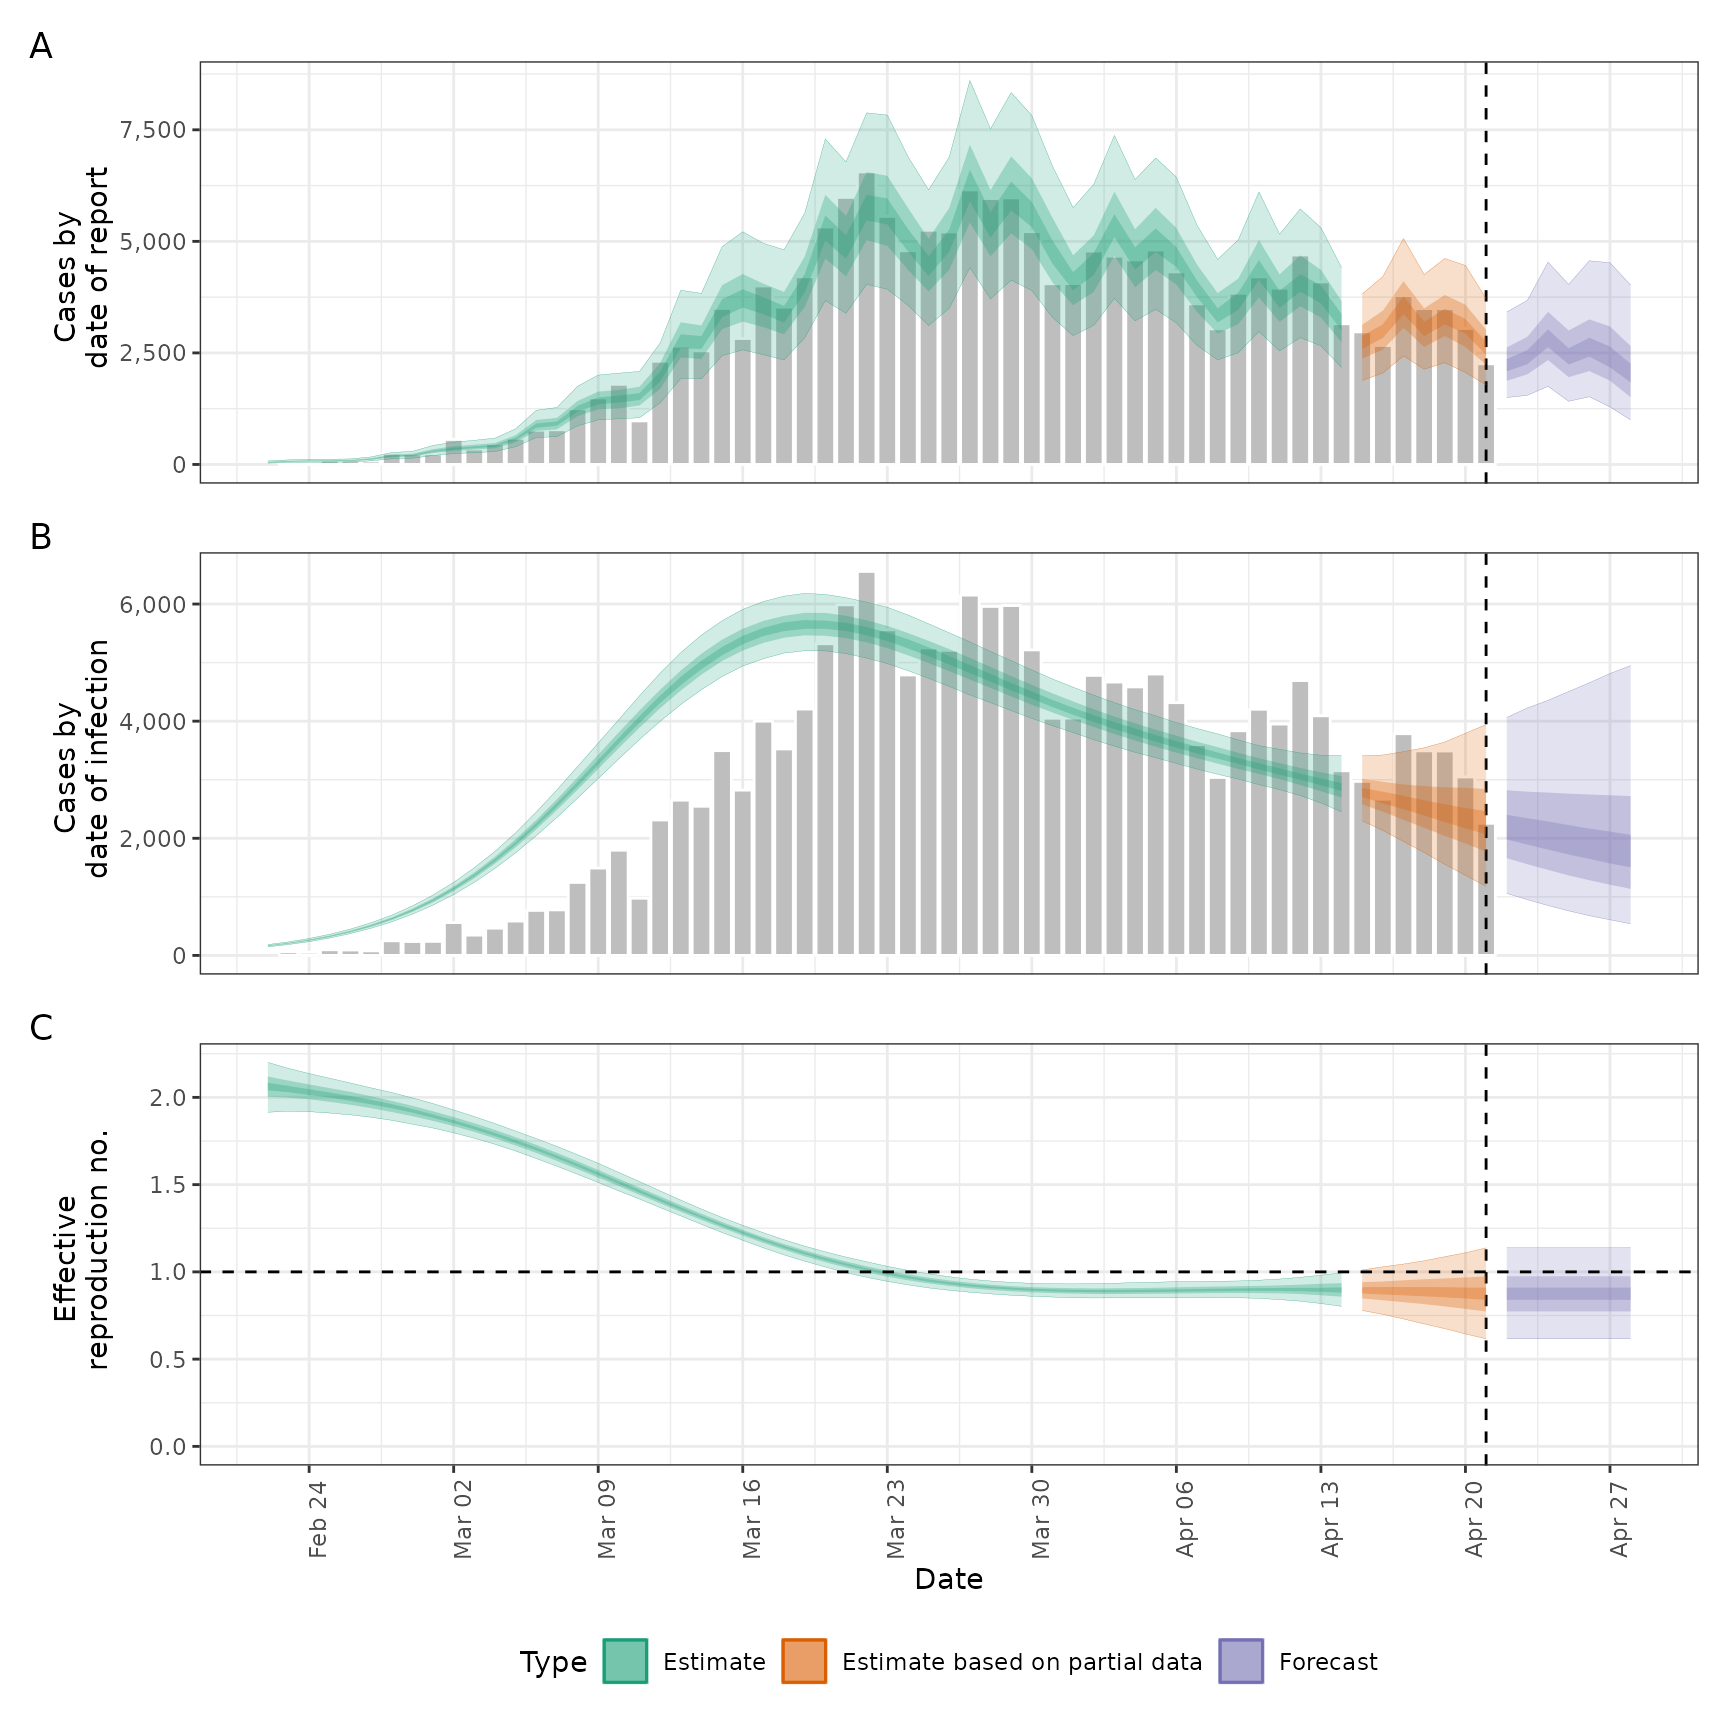 A
Cases by
date of report
7,500
5,000
2,500
0
B
Cases by
date of infection
6,000
4,000
2,000
0
C
Effective
reproduction no.
2.0
1.5
1.0
0.5
0.0
Feb 24
Mar 02
Mar 09
Mar 16
Mar 23
Mar 30
Apr 06
Apr 13
Apr 20
Apr 27
Date
Type Estimate Estimate based on partial data Forecast